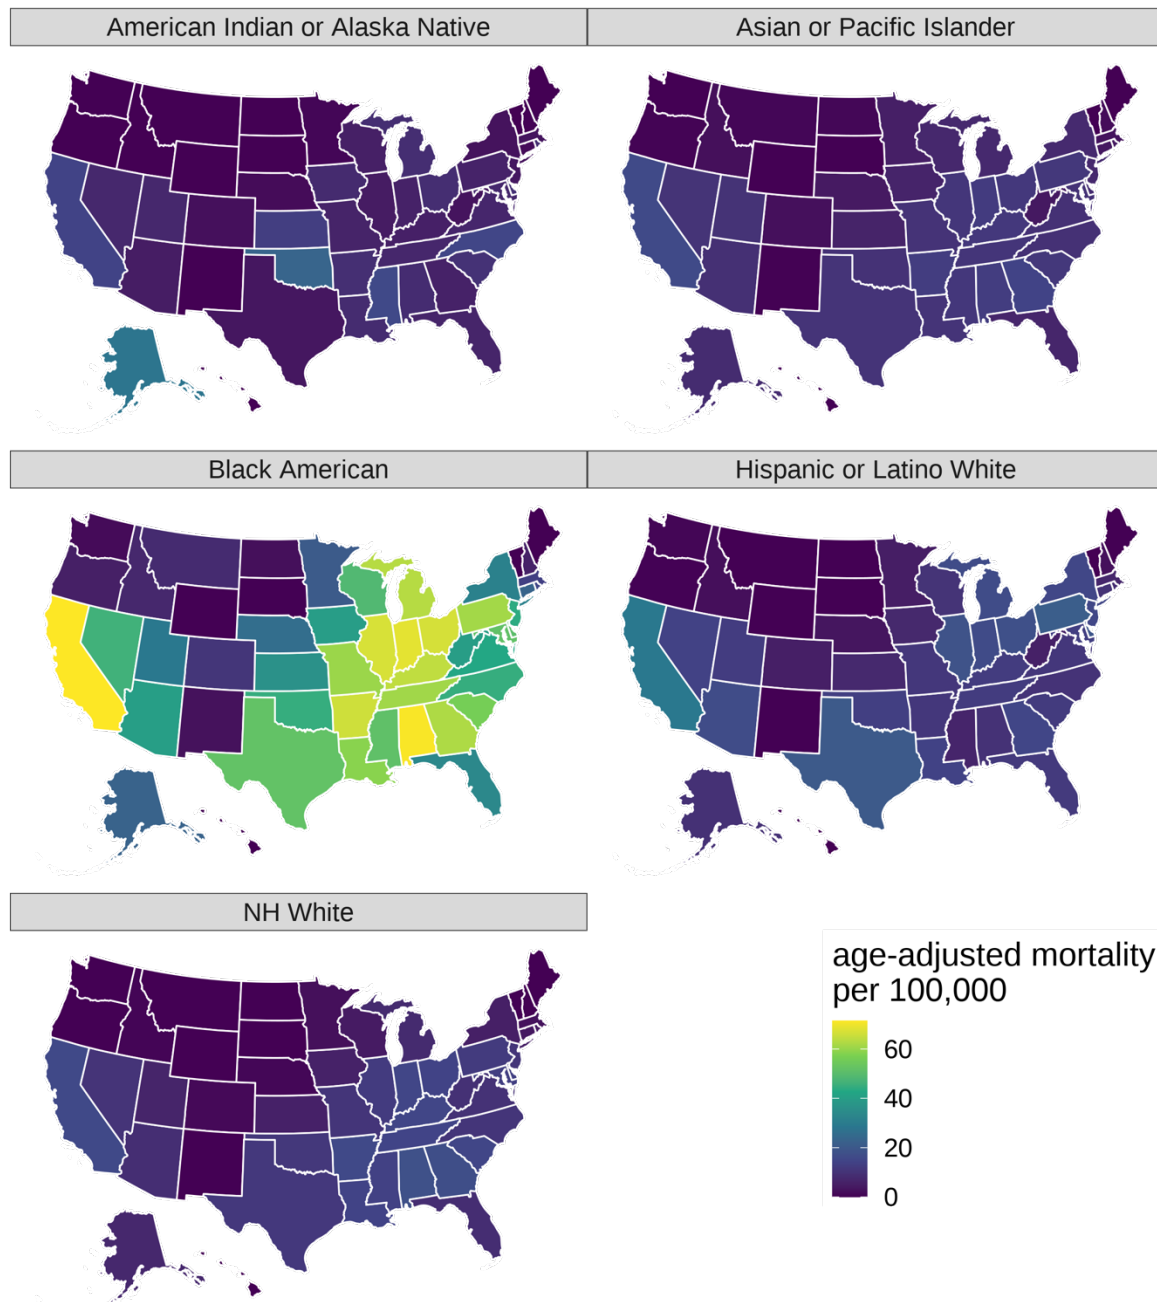 American Indian or Alaska Native
Asian or Pacific Islander
Black American
Hispanic or Latino White
NH White
age-adjusted mortality
per 100,000
60
40
20
0